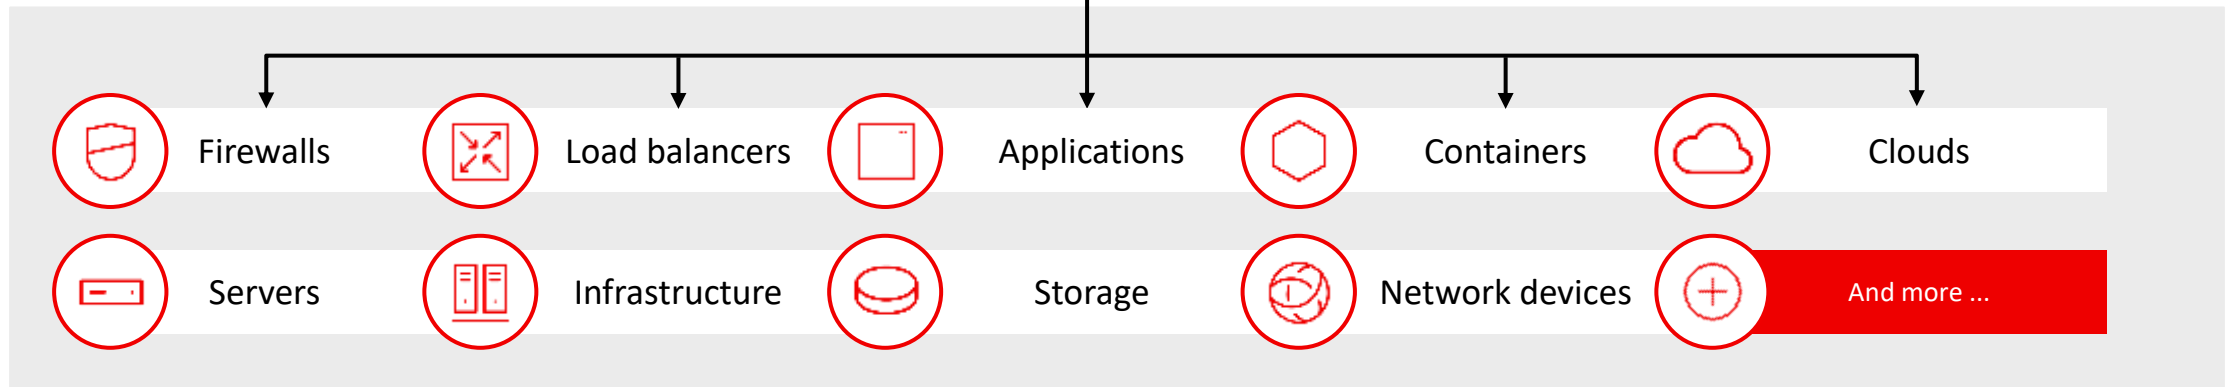 Firewalls
Load balancers
Applications
Containers
Clouds
Servers
Infrastructure
Storage
Network devices
And more ...